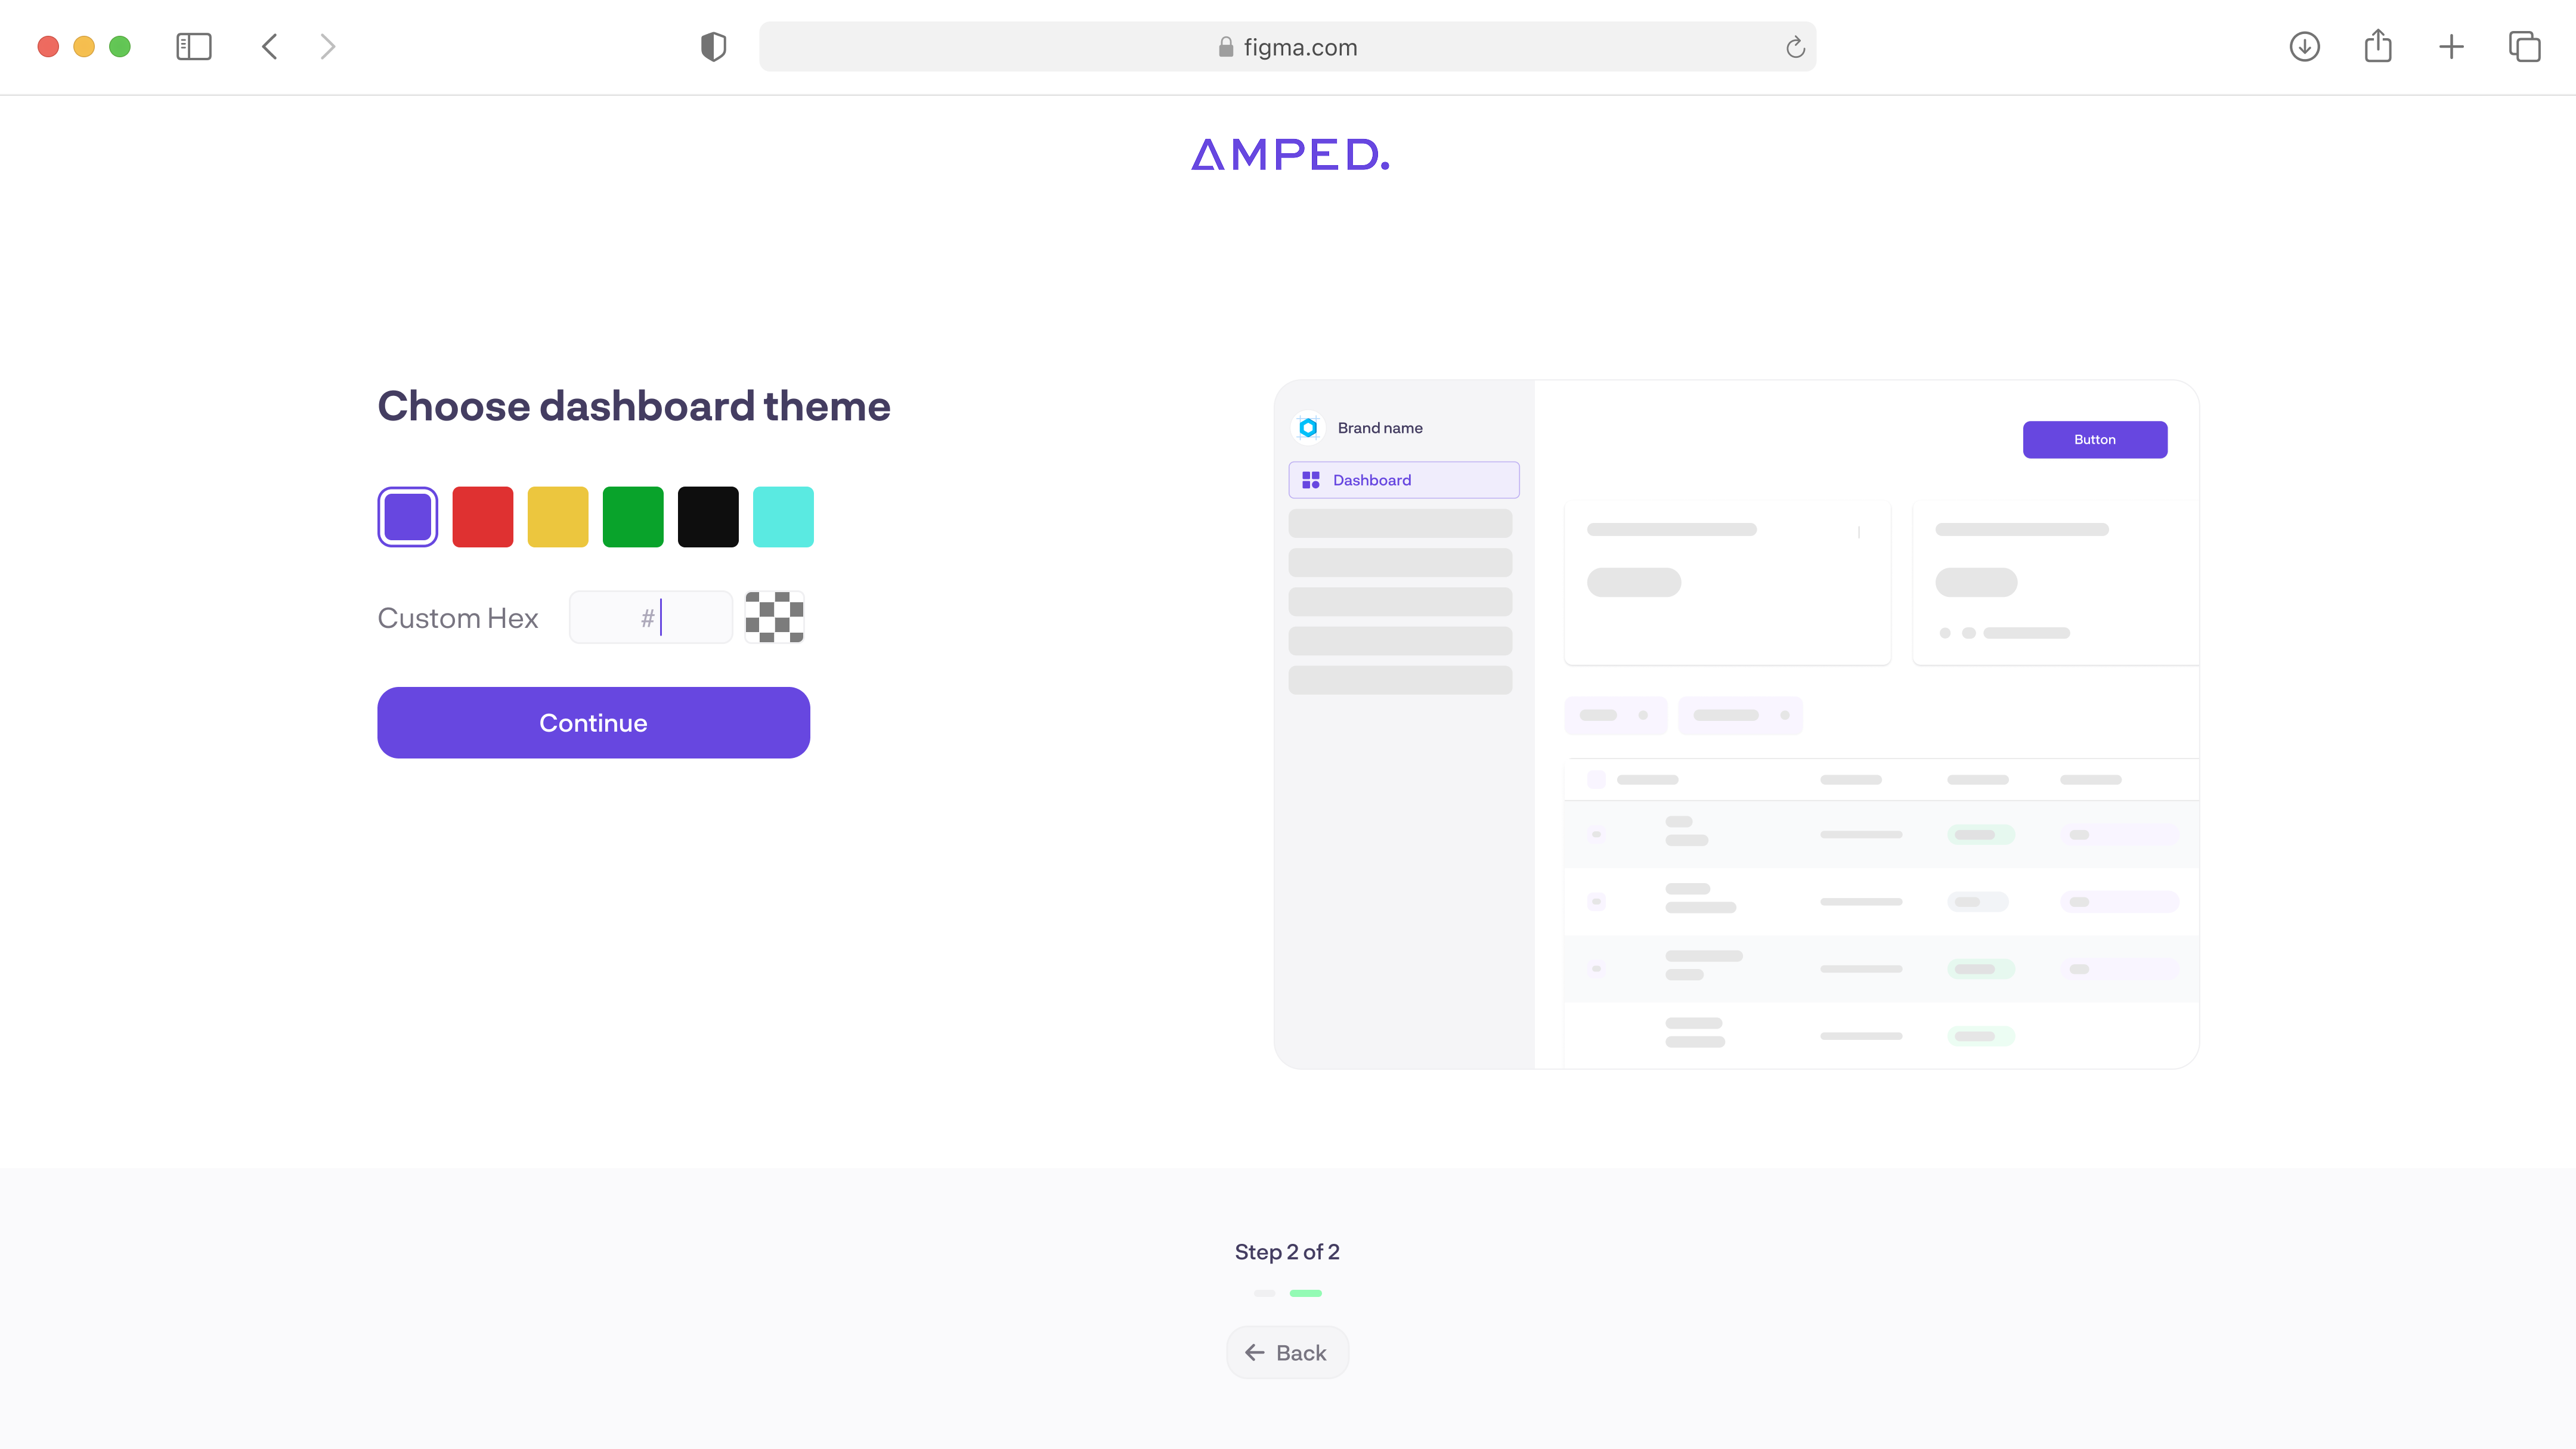 figma.com
AMPED.
Choose dashboard theme
Custom Hex
#
Continue
Brand name
Dashboard
Button
Step 2 of 2
Back